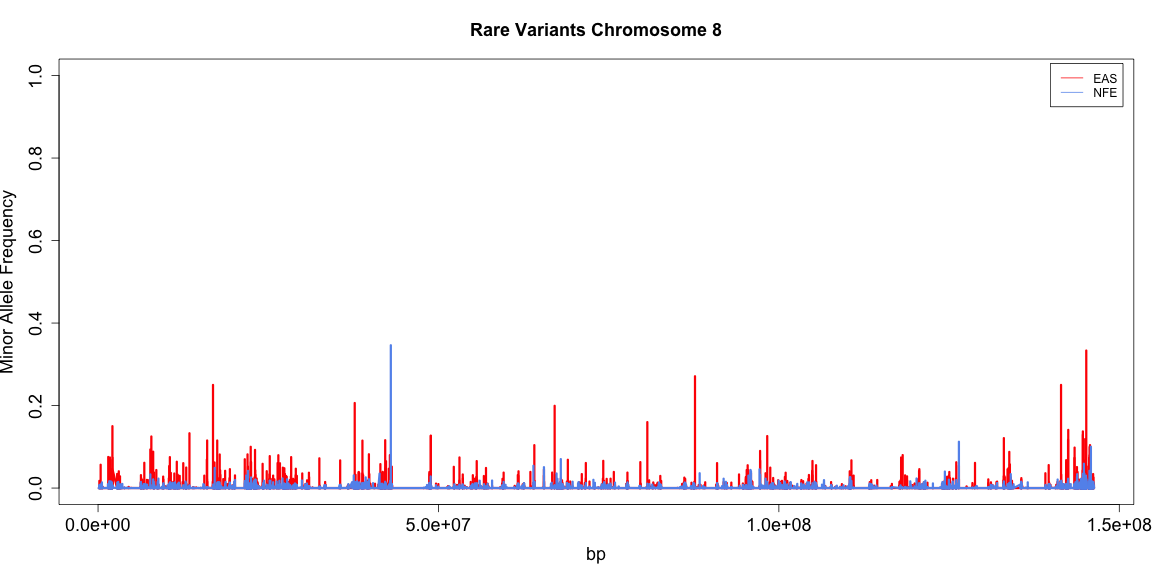 Rare Variants Chromosome 8
EAS
NFE
Minor Allele Frequency
1.0
0.8
0.6
0.4
0.2
0.0
0.0e+00
5.0e+07
1.0e+08
1.5e+08
bp